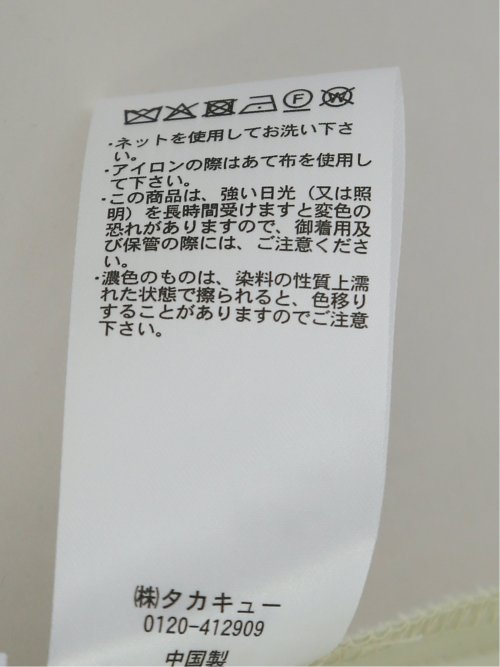 F W
・ネットを使用してお洗い下さ
い。
・アイロンの際はあて布を使用し
て下さい。
・この商品は、強い日光(又は照
明)を長時間受けますと変色の
恐れがありますので、御着用及
び保管の際には、ご注意くださ
い。
・濃色のものは、染料の性質上濡
れた状態で擦られると、色移り
することがありますのでご注意
下さい。
㈱タカキュー
0120-412909
中国製